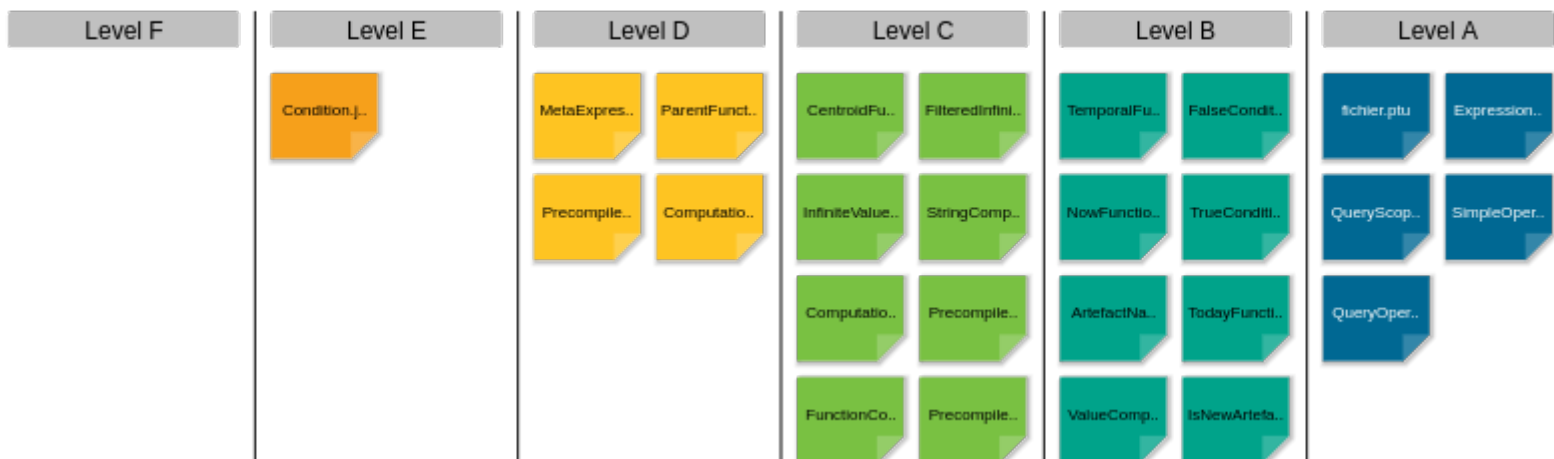 Level F
Level E
Level D
Level C
Level B
Level A
Condition.j..
MetaExpres..
ParentFunct..
CentroidFu..
FilteredInfini..
TemporalFu..
FalseCondit..
fichier.ptu
Expression..
Precompile..
Computatio..
InfiniteValue..
StringComp..
NowFunctio..
TrueConditi..
QueryScop..
SimpleOper..
Computatio..
Precompile..
ArtefactNa..
TodayFuncti..
QueryOper..
FunctionCo..
Precompile..
ValueComp..
IsNewArtefa..